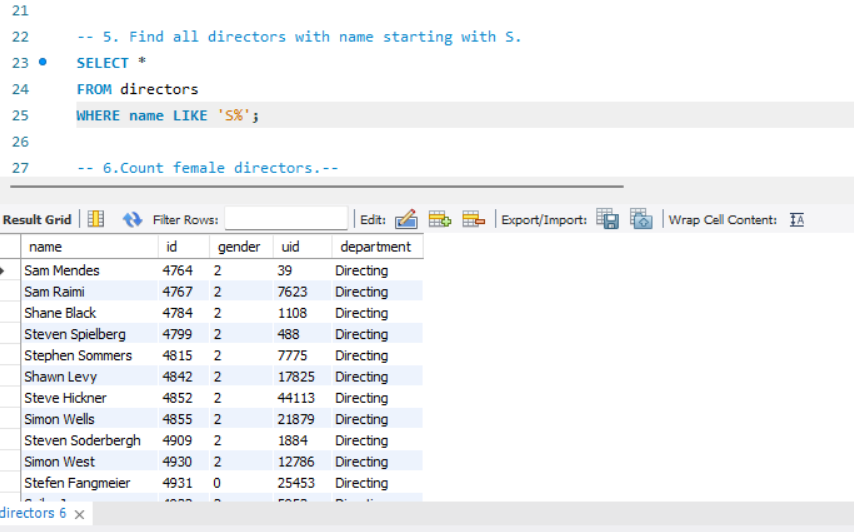 21
22 -- 5. Find all directors with name starting with S.
23 SELECT *
24 FROM directors
25 WHERE name LIKE 'S%';
26
27 -- 6.Count female directors.--
Result Grid Filter Rows: Edit: Export/Import: Wrap Cell Content:
name id gender uid department
Sam Mendes 4764 2 39 Directing
Sam Raimi 4767 2 7623 Directing
Shane Black 4784 2 1108 Directing
Steven Spielberg 4799 2 488 Directing
Stephen Sommers 4815 2 7775 Directing
Shawn Levy 4842 2 17825 Directing
Steve Hickner 4852 2 44113 Directing
Simon Wells 4855 2 21879 Directing
Steven Soderbergh 4909 2 1884 Directing
Simon West 4930 2 12786 Directing
Stefen Fangmeier 4931 0 25453 Directing
directors 6